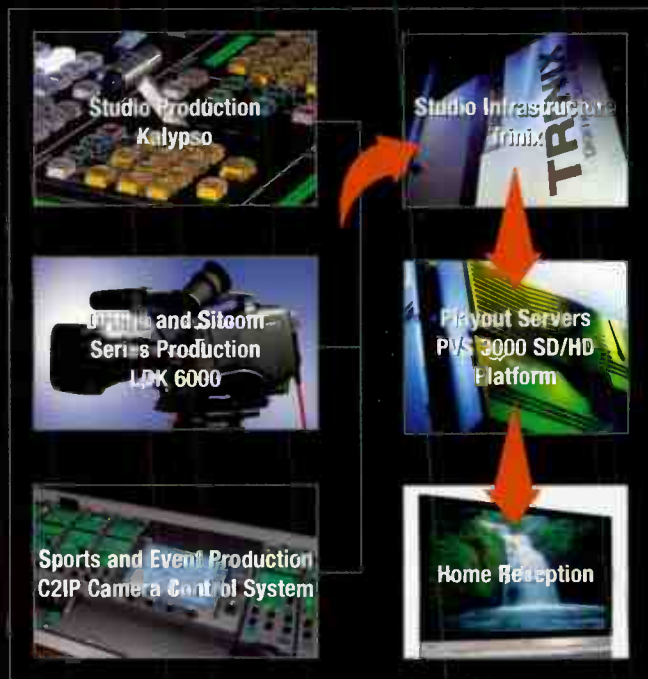 Studio Production
Kalypso
Drama and Sitcom
Series Production
LDK 6000
Sports and Event Production
C2IP Camera Control System
Studio Infrastructure
Trinix
TRINIX
Playout Servers
PVS 3000 SD/HD
Platform
Home Reception